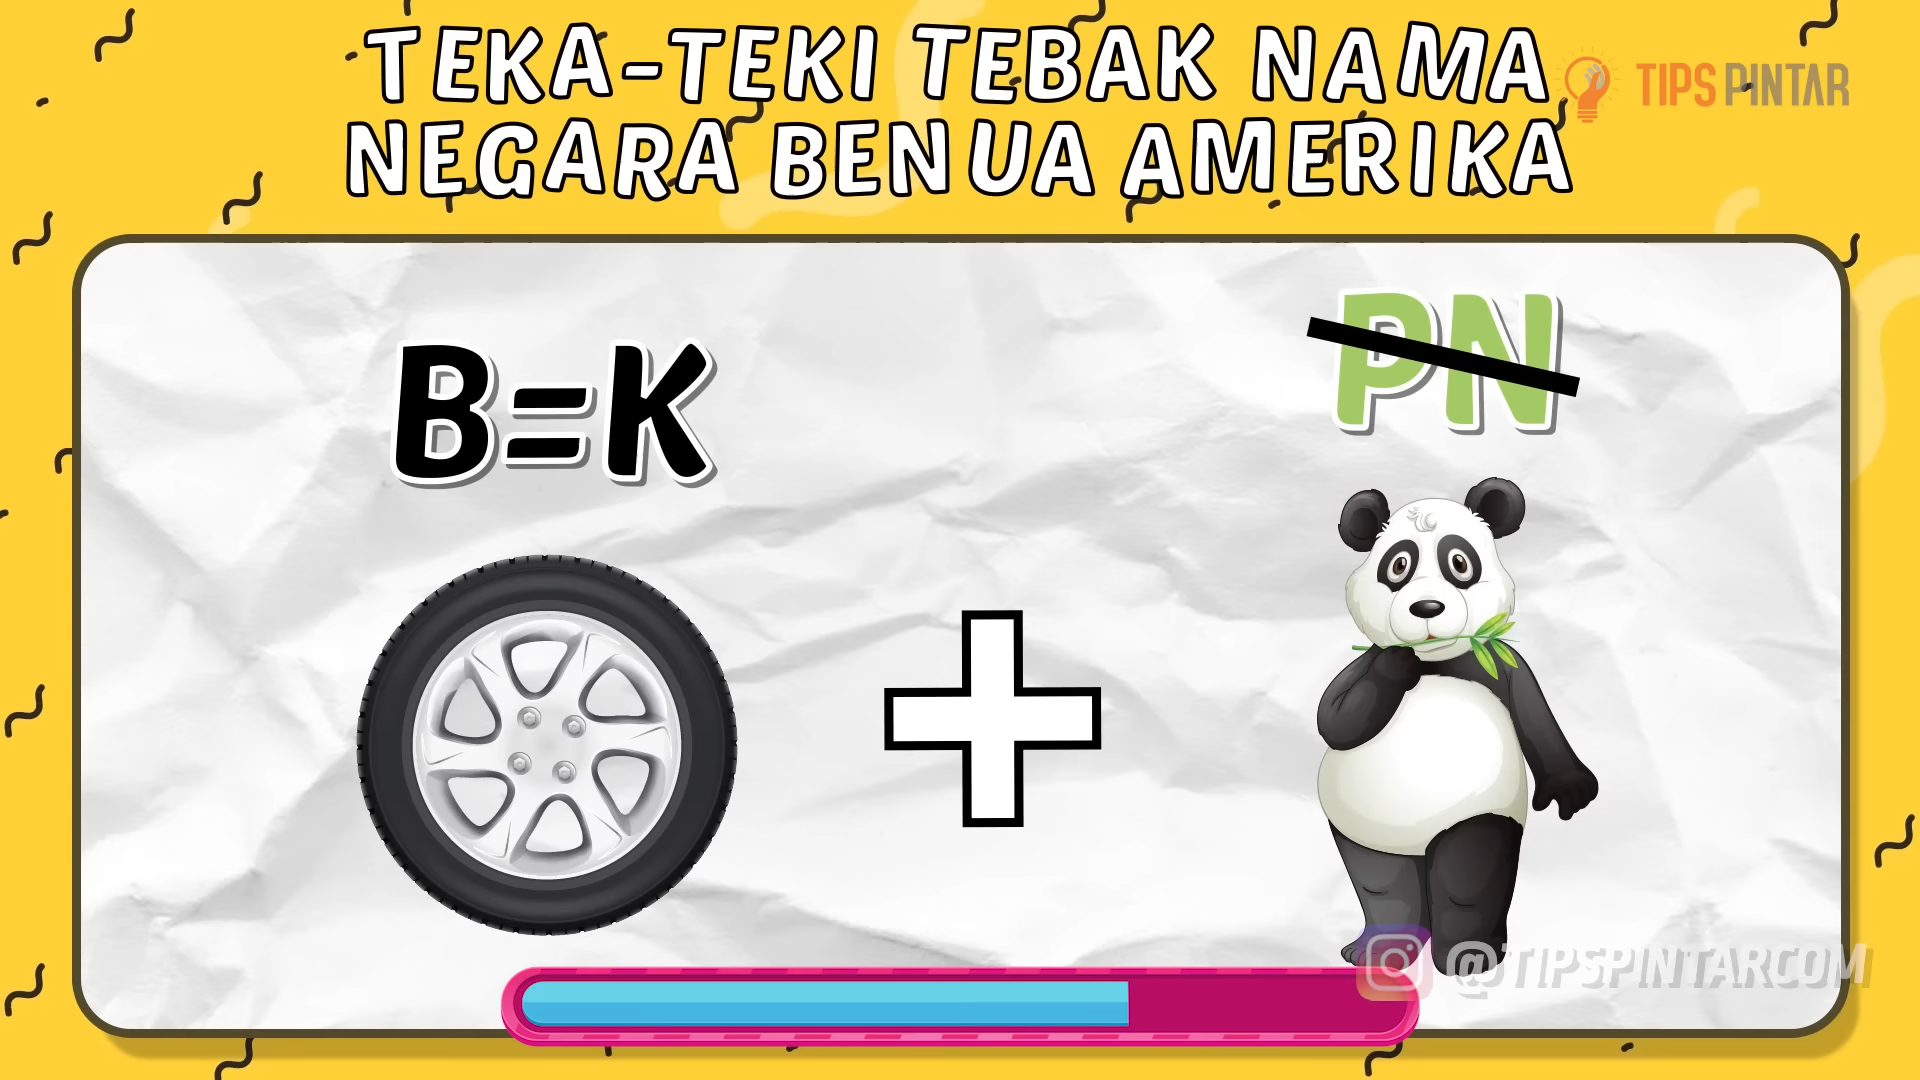 TEKA-TEKI TEBAK NAMA
NEGARA BENUA AMERIKA
TIPS PINTAR
B=K
PN
@TIPSPINTARCOM